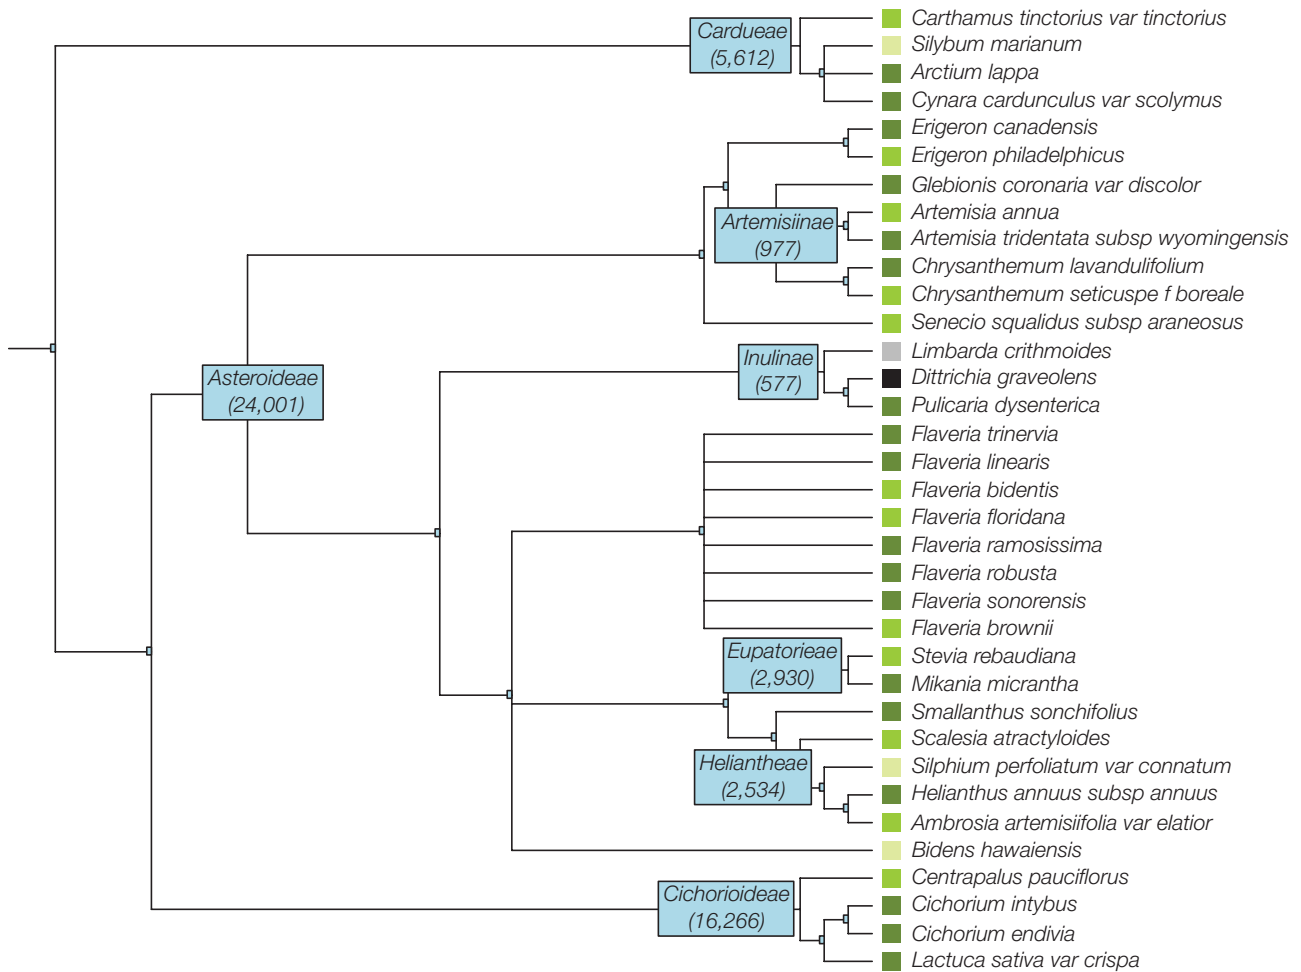 Cardueae
(5,612)
Carthamus tinctorius var tinctorius
Silybum marianum
Arctium lappa
Cynara cardunculus var scolymus
Erigeron canadensis
Erigeron philadelphicus
Glebionis coronaria var discolor
Artemisiinae
(977)
Artemisia annua
Artemisia tridentata subsp wyomingensis
Chrysanthemum lavandulifolium
Chrysanthemum seticuspe f boreale
Senecio squalidus subsp araneosus
Asteroideae
(24,001)
Inulinae
(577)
Limbarda crithmoides
Dittrichia graveolens
Pulicaria dysenterica
Flaveria trinervia
Flaveria linearis
Flaveria bidentis
Flaveria floridana
Flaveria ramosissima
Flaveria robusta
Flaveria sonorensis
Flaveria brownii
Eupatorieae
(2,930)
Stevia rebaudiana
Mikania micrantha
Smallanthus sonchifolius
Scalesia atractyloides
Heliantheae
(2,534)
Silphium perfoliatum var connatum
Helianthus annuus subsp annuus
Ambrosia artemisiifolia var elatior
Bidens hawaiensis
Cichorioideae
(16,266)
Centrapalus pauciflorus
Cichorium intybus
Cichorium endivia
Lactuca sativa var crispa